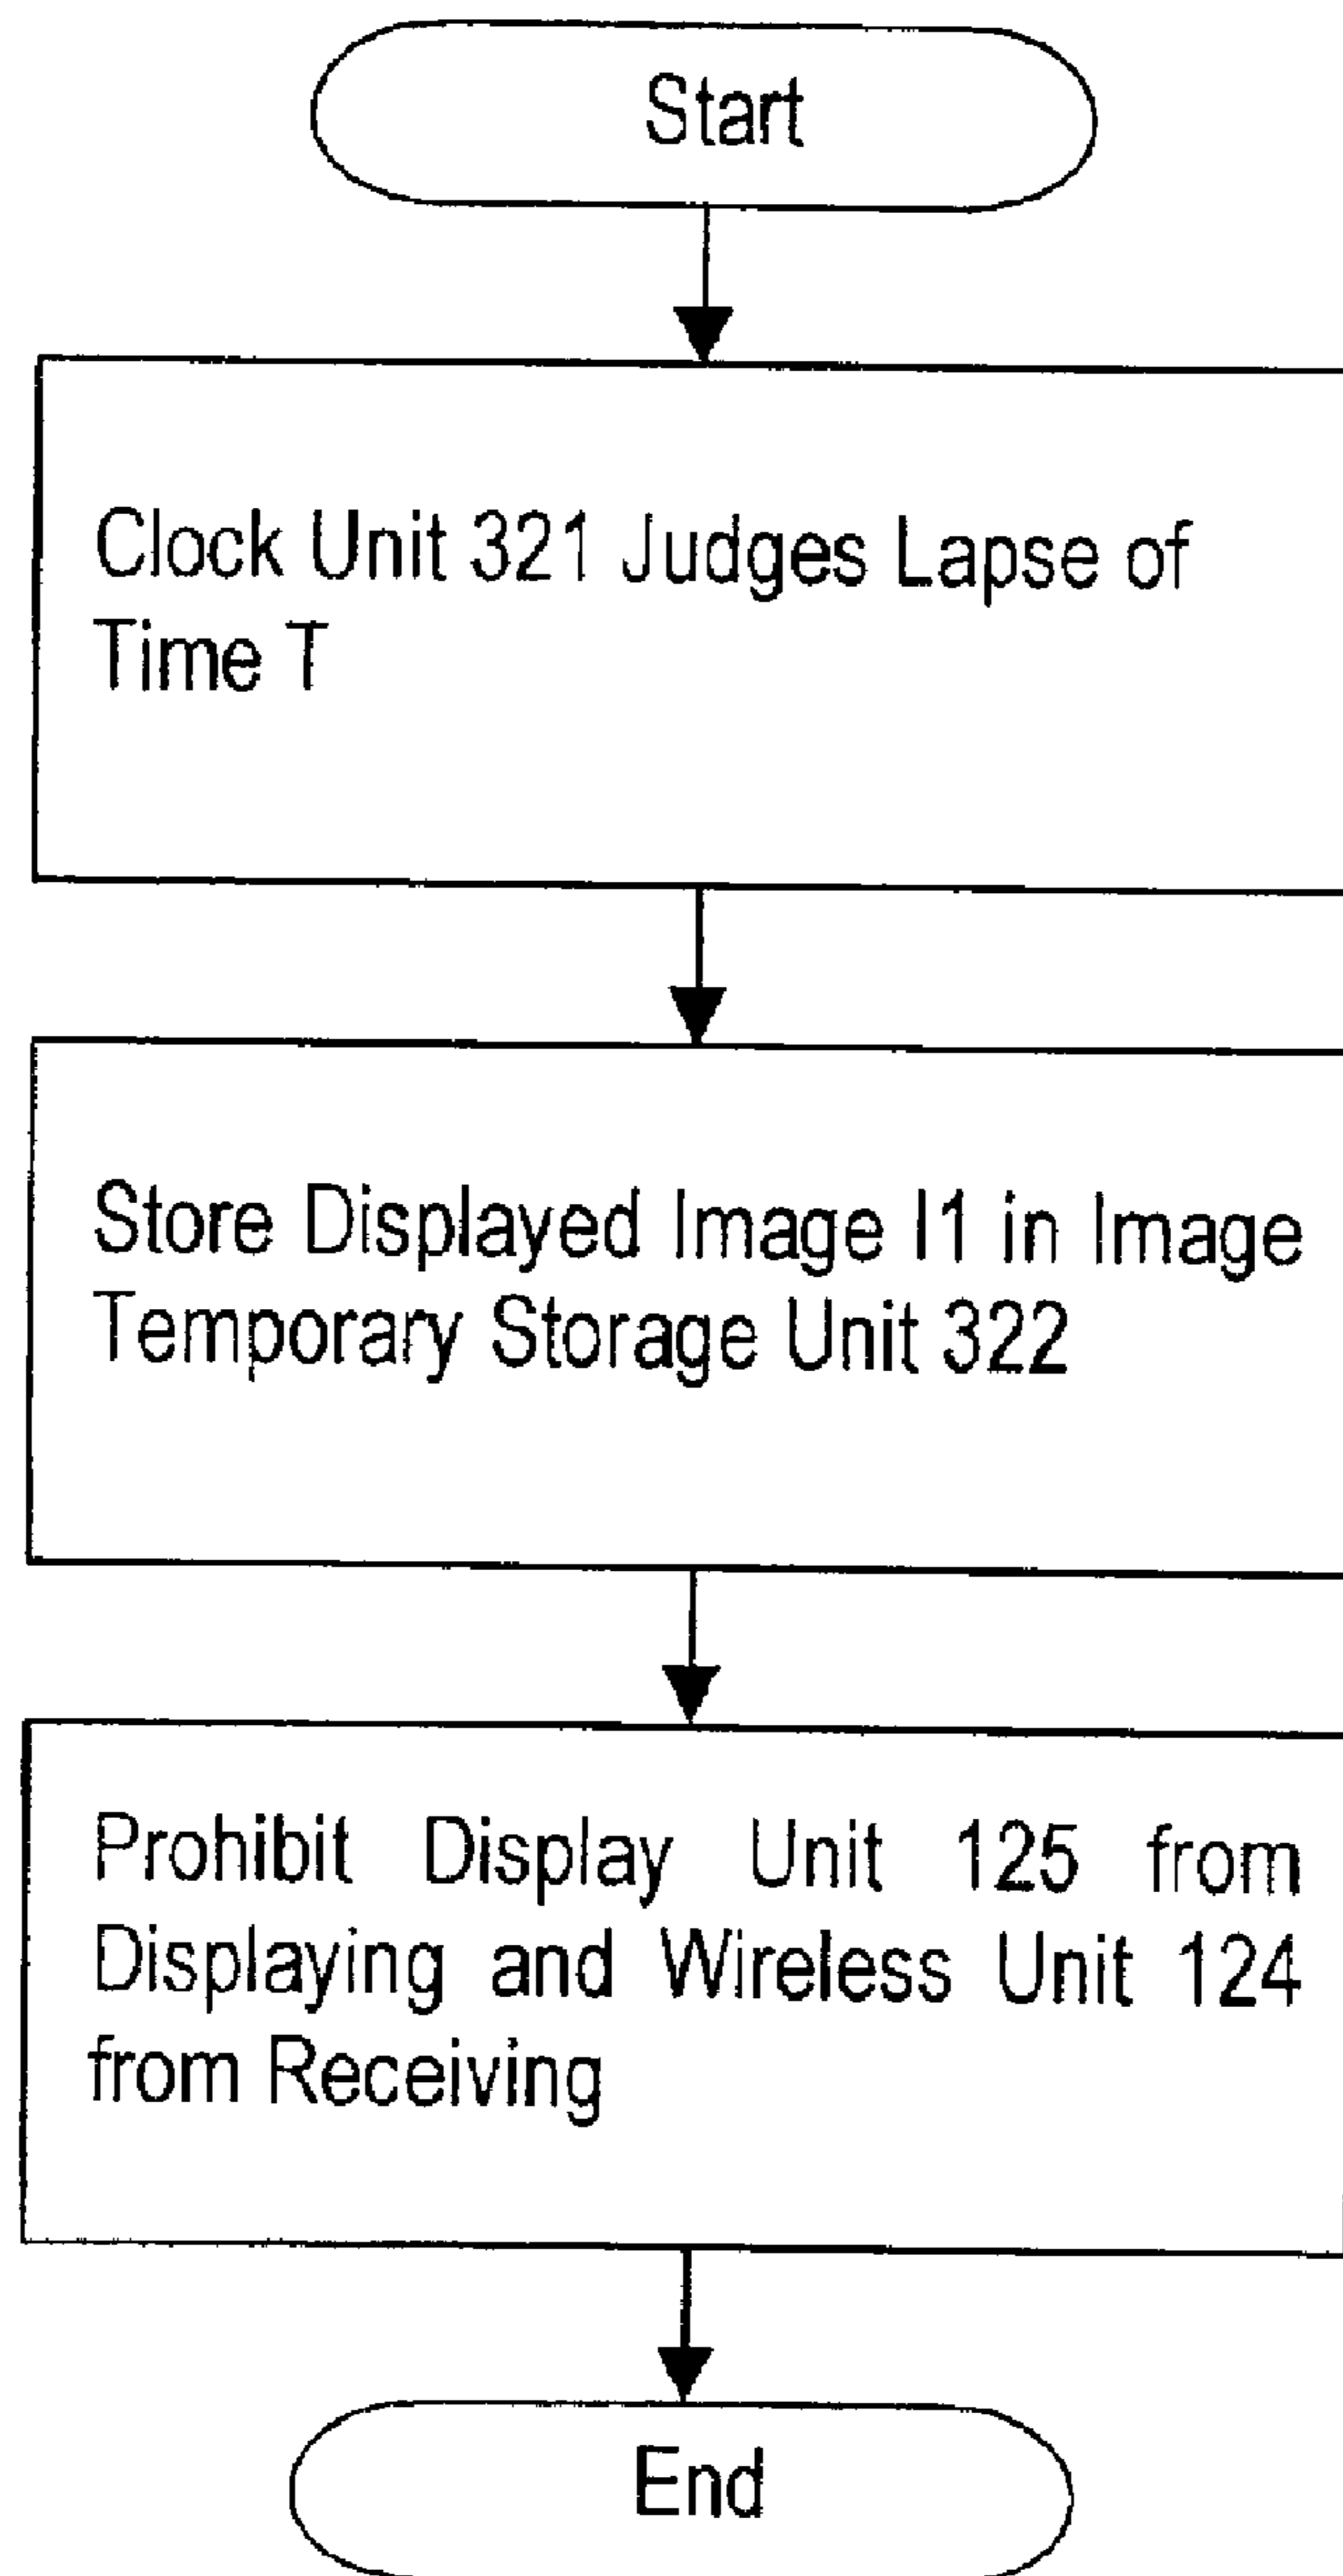 Start
Clock Unit 321 Judges Lapse of
Time T
Store Displayed Image I1 in Image
Temporary Storage Unit 322
Prohibit Display Unit 125 from
Displaying and Wireless Unit 124
from Receiving
End